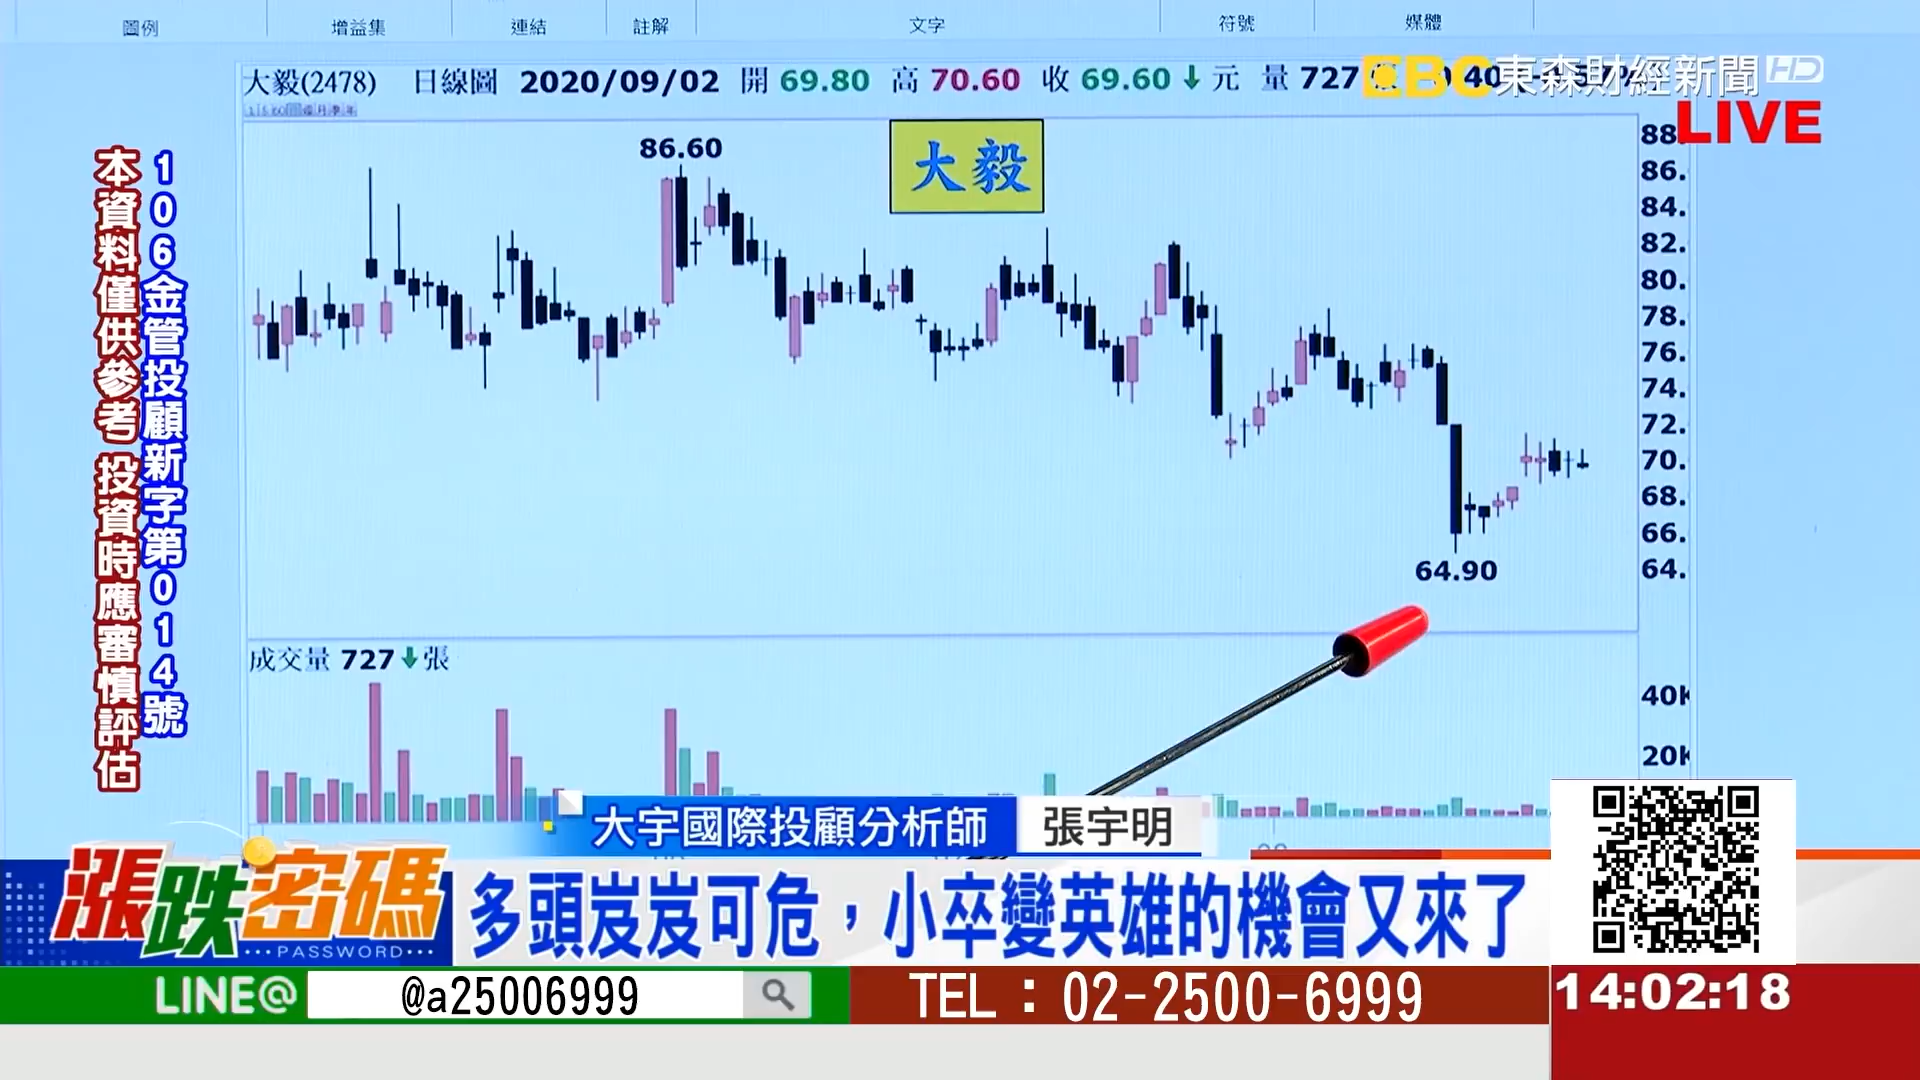 圖例 增益集 連結 註解 文字 符號 媒體
大毅(2478) 日線圖 2020/09/02 開 69.80 高 70.60 收 69.60 ↓ 元 量 727
EBC 東森財經新聞 HD
LIVE
大毅
86.60
64.90
88
86.
84.
82.
80.
78.
76.
74.
72.
70.
68.
66.
64.
成交量 727 ↓ 張
40K
20K
106金管投顧新字第014號
本資料僅供參考 投資時應審慎評估
大宇國際投顧分析師 張宇明
漲跌密碼
PASSWORD
多頭岌岌可危，小卒變英雄的機會又來了
LINE@ @a25006999
TEL：02-2500-6999
14:02:18